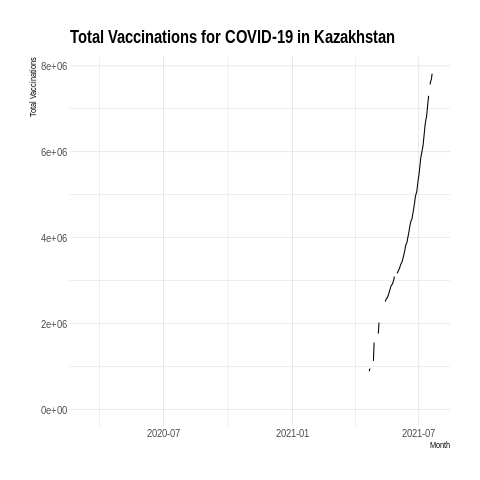 Total Vaccinations for COVID-19 in Kazakhstan
Total Vaccinations
8e+06
6e+06
4e+06
2e+06
0e+00
2020-07
2021-01
2021-07
Month